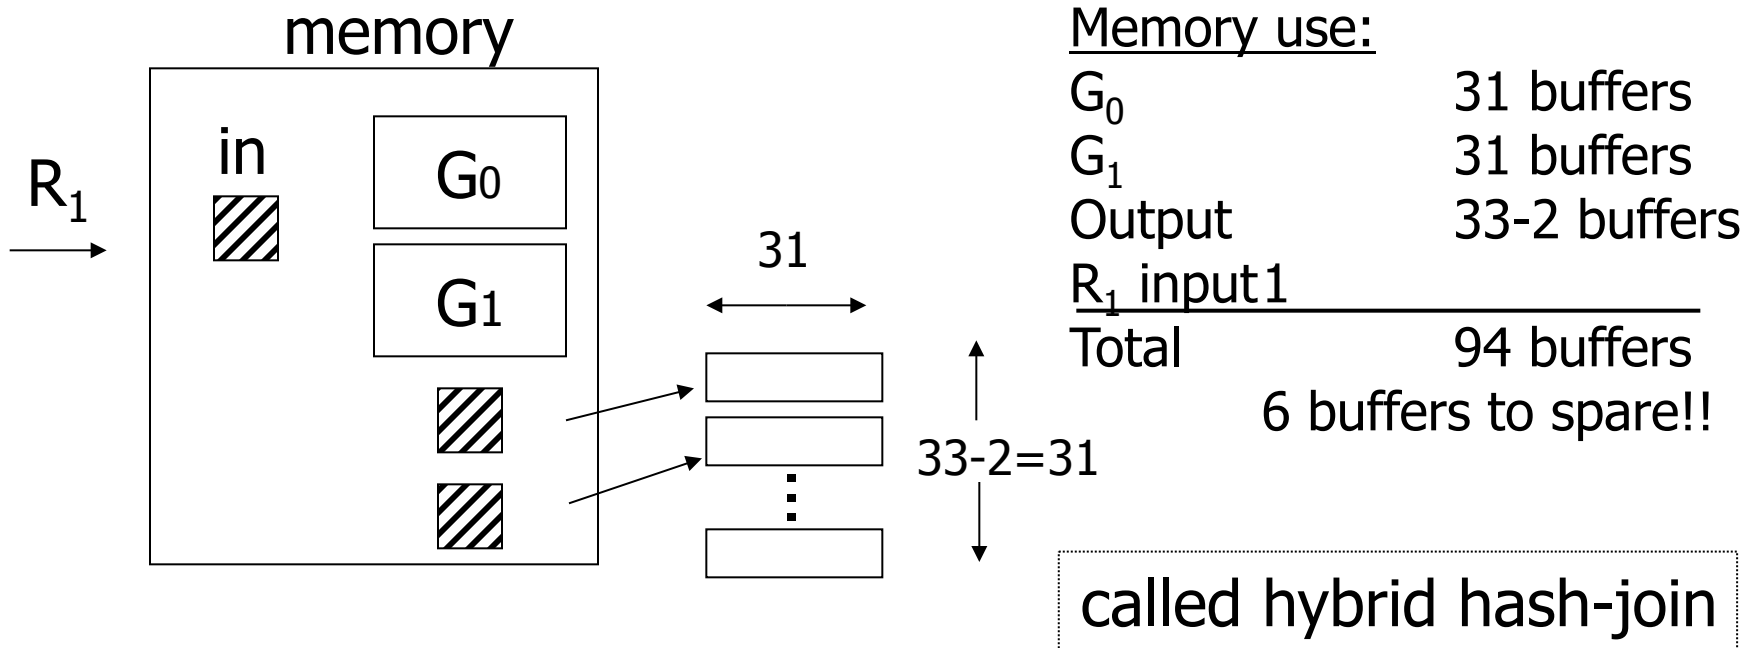 memory
in
R₁
G₀
G₁
31
33-2=31
Memory use:
G₀ 31 buffers
G₁ 31 buffers
Output 33-2 buffers
R₁ input1
Total 94 buffers
6 buffers to spare!!
called hybrid hash-join